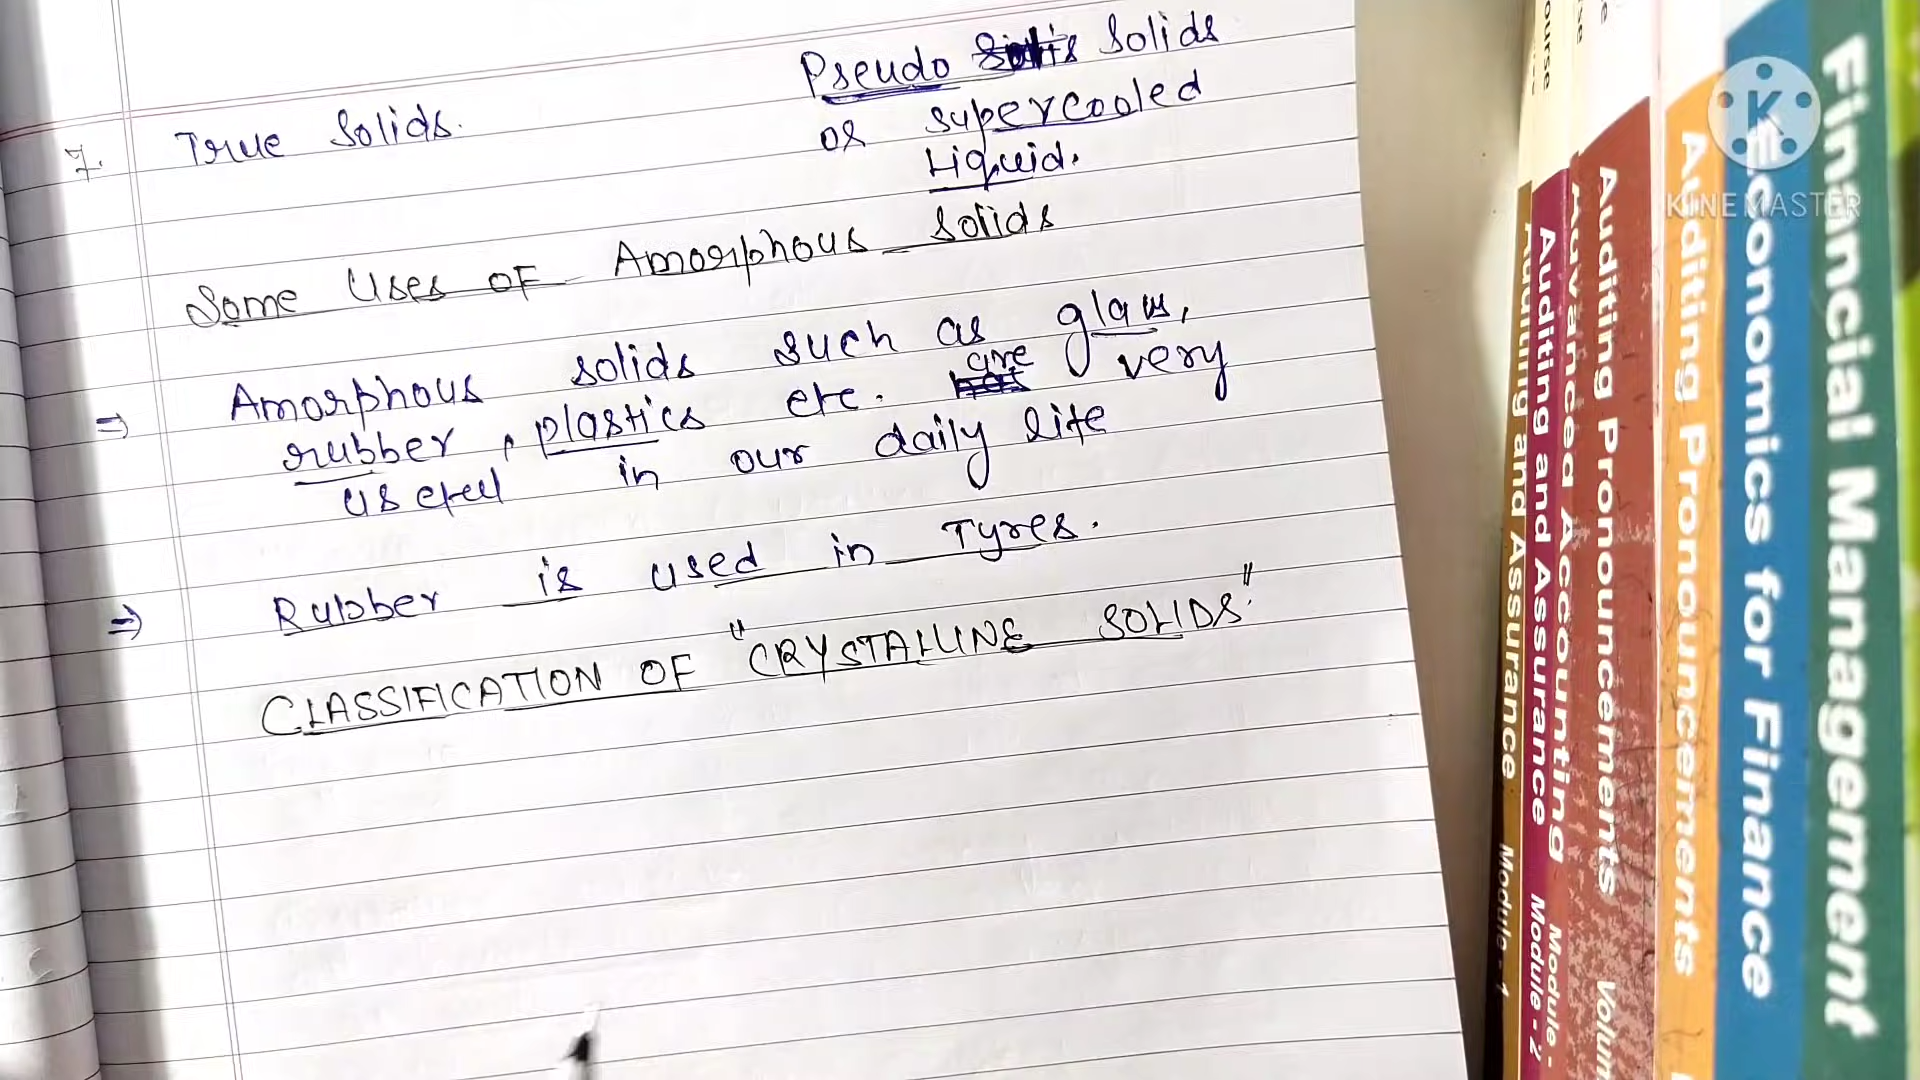 Pseudo Solids
7. True Solids.
or supercooled
Liquid.
Some Uses OF Amorphous solids
⇒ Amorphous solids such as glass,
rubber, plastics etc. are very
useful in our daily life
⇒ Rubber is used in Tyres.
CLASSIFICATION OF "CRYSTALLINE SOLIDS."
KINEMASTER
K
Financial Management
Economics for Finance
Auditing Pronouncements
Auditing Pronouncements
Volum
Advanced Accounting Module -
Auditing and Assurance Module - 2
Auditing and Assurance Module - 1
ourse